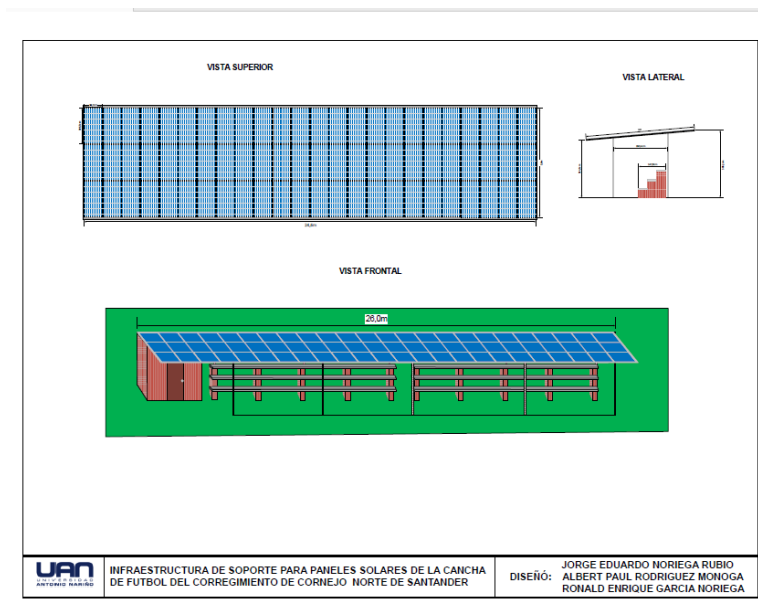 VISTA SUPERIOR
VISTA LATERAL
VISTA FRONTAL
26,0m
UAN
UNIVERSIDAD
ANTONIO NARIÑO
INFRAESTRUCTURA DE SOPORTE PARA PANELES SOLARES DE LA CANCHA
DE FUTBOL DEL CORREGIMIENTO DE CORNEJO NORTE DE SANTANDER
DISEÑÓ:
JORGE EDUARDO NORIEGA RUBIO
ALBERT PAUL RODRIGUEZ MONOGA
RONALD ENRIQUE GARCIA NORIEGA